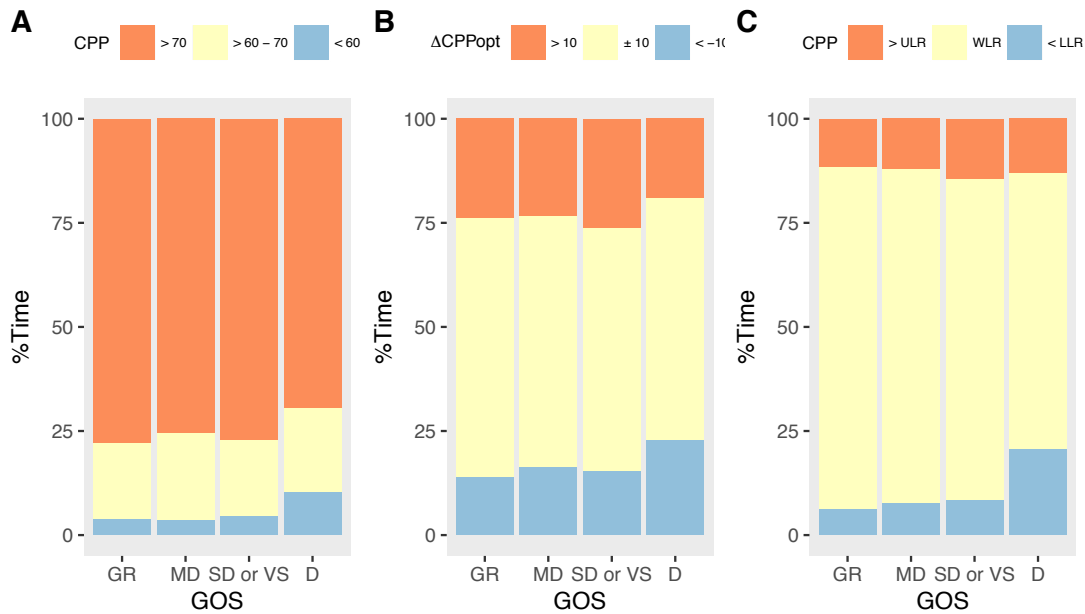 A
CPP > 70 > 60 − 70 < 60
100
75
50
25
0
%Time
GR MD SD or VS D
GOS
B
ΔCPPopt > 10 ± 10 < −10
100
75
50
25
0
%Time
GR MD SD or VS D
GOS
C
CPP > ULR WLR < LLR
100
75
50
25
0
%Time
GR MD SD or VS D
GOS